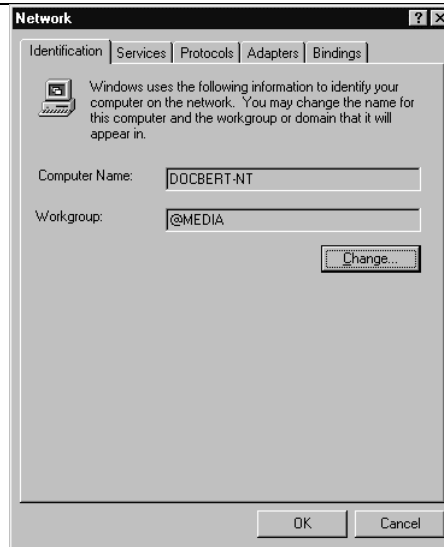 Network
Identification Services Protocols Adapters Bindings
Windows uses the following information to identify your
computer on the network. You may change the name for
this computer and the workgroup or domain that it will
appear in.
Computer Name: DOCBERT-NT
Workgroup: @MEDIA
Change...
OK Cancel